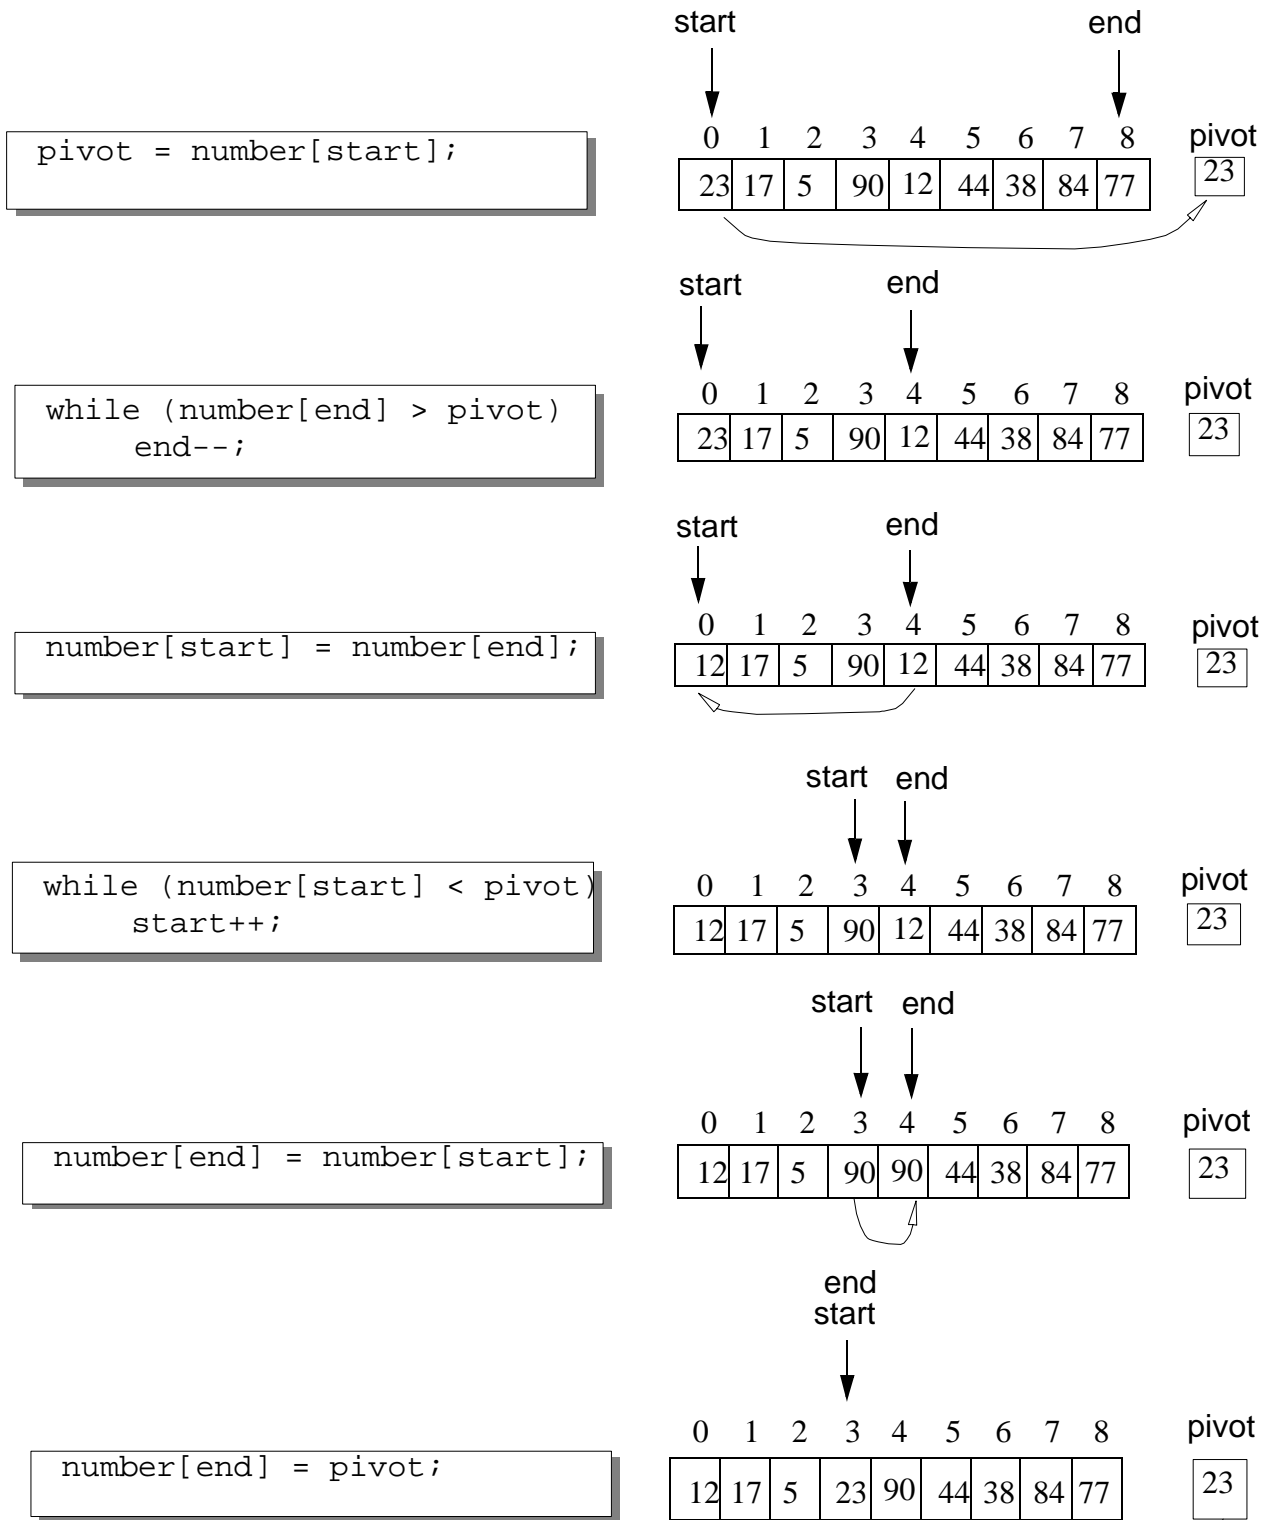 start end
pivot = number[start];
0 1 2 3 4 5 6 7 8 pivot
23 17 5 90 12 44 38 84 77 23
start end
while (number[end] > pivot)
end--;
0 1 2 3 4 5 6 7 8 pivot
23 17 5 90 12 44 38 84 77 23
start end
number[start] = number[end];
0 1 2 3 4 5 6 7 8 pivot
12 17 5 90 12 44 38 84 77 23
start end
while (number[start] < pivot)
start++;
0 1 2 3 4 5 6 7 8 pivot
12 17 5 90 12 44 38 84 77 23
start end
number[end] = number[start];
0 1 2 3 4 5 6 7 8 pivot
12 17 5 90 90 44 38 84 77 23
end
start
number[end] = pivot;
0 1 2 3 4 5 6 7 8 pivot
12 17 5 23 90 44 38 84 77 23